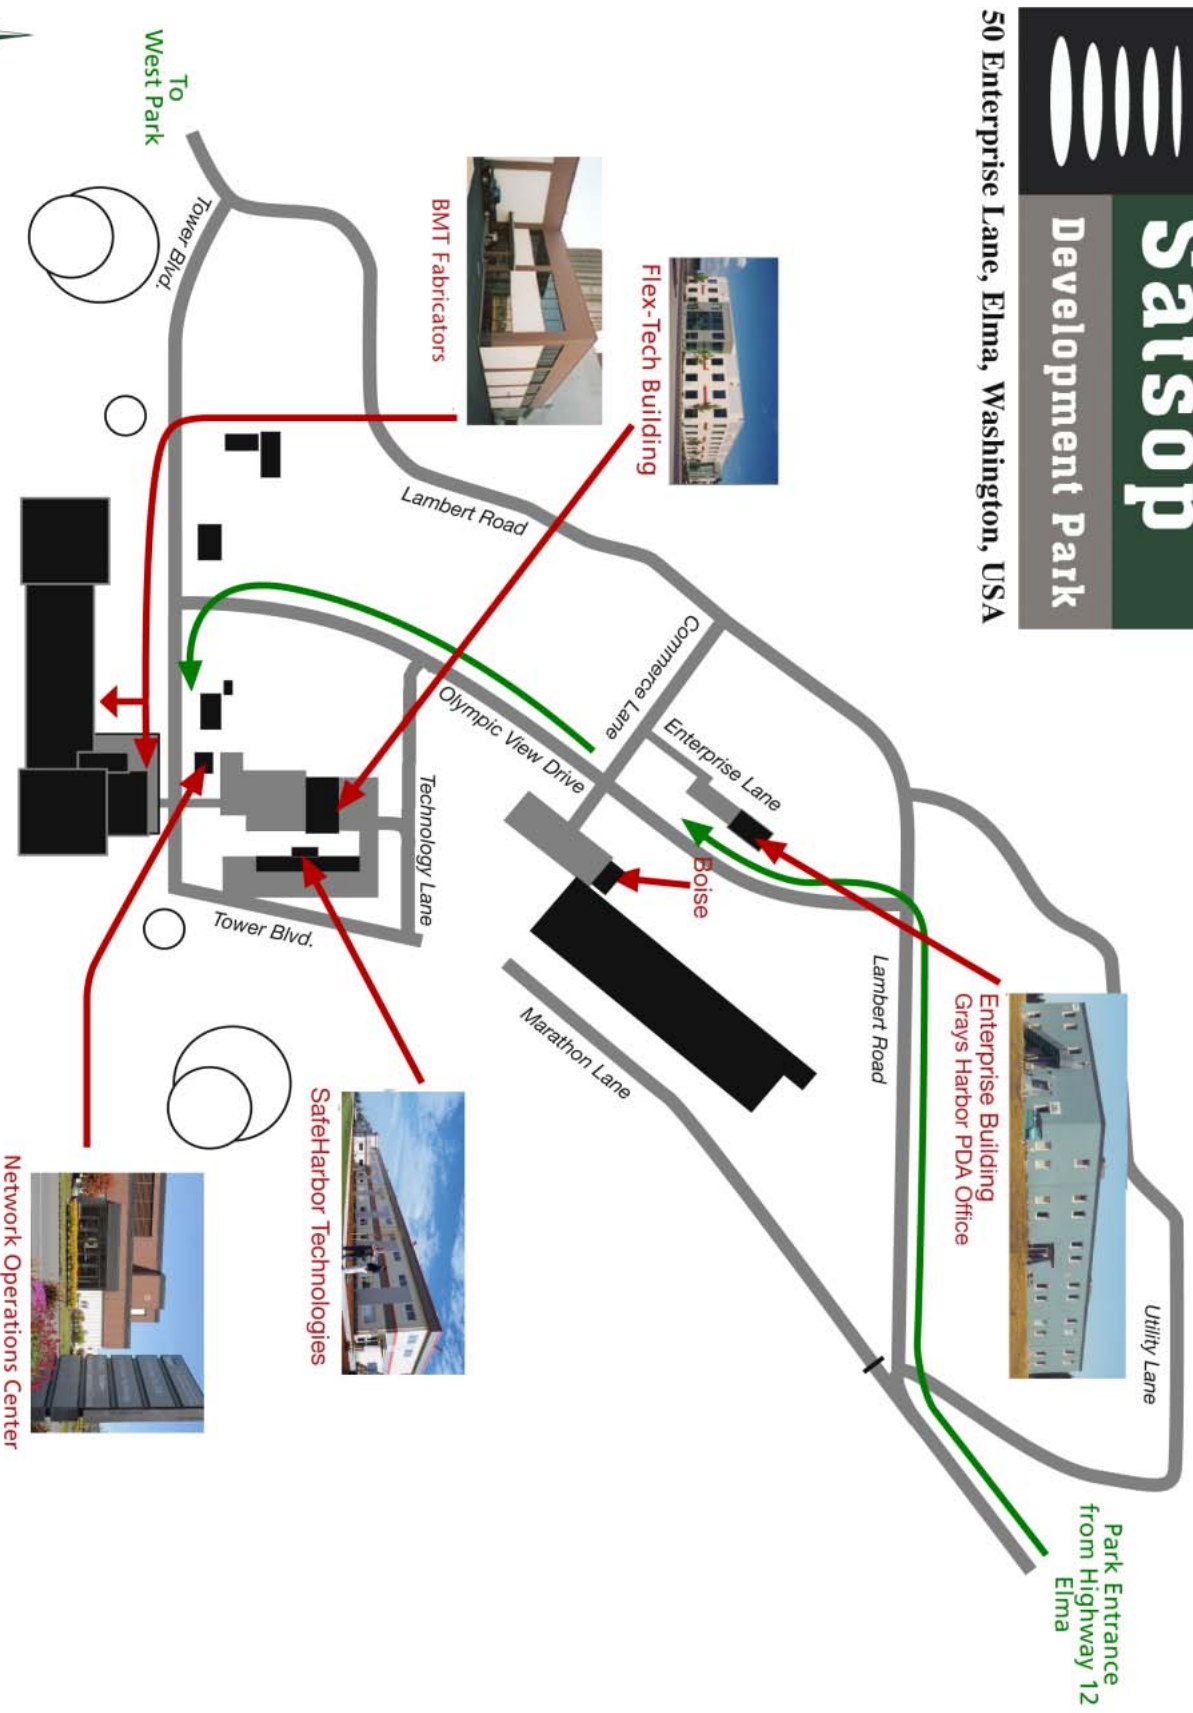 Satsop
Development Park
50 Enterprise Lane, Elma, Washington, USA
Park Entrance
from Highway 12
Elma
Utility Lane
Enterprise Building
Grays Harbor PDA Office
Lambert Road
Enterprise Lane
Commerce Lane
Boise
Marathon Lane
Flex-Tech Building
Lambert Road
Olympic View Drive
BMT Fabricators
Technology Lane
SafeHarbor Technologies
Tower Blvd.
Tower Blvd.
To
West Park
Network Operations Center